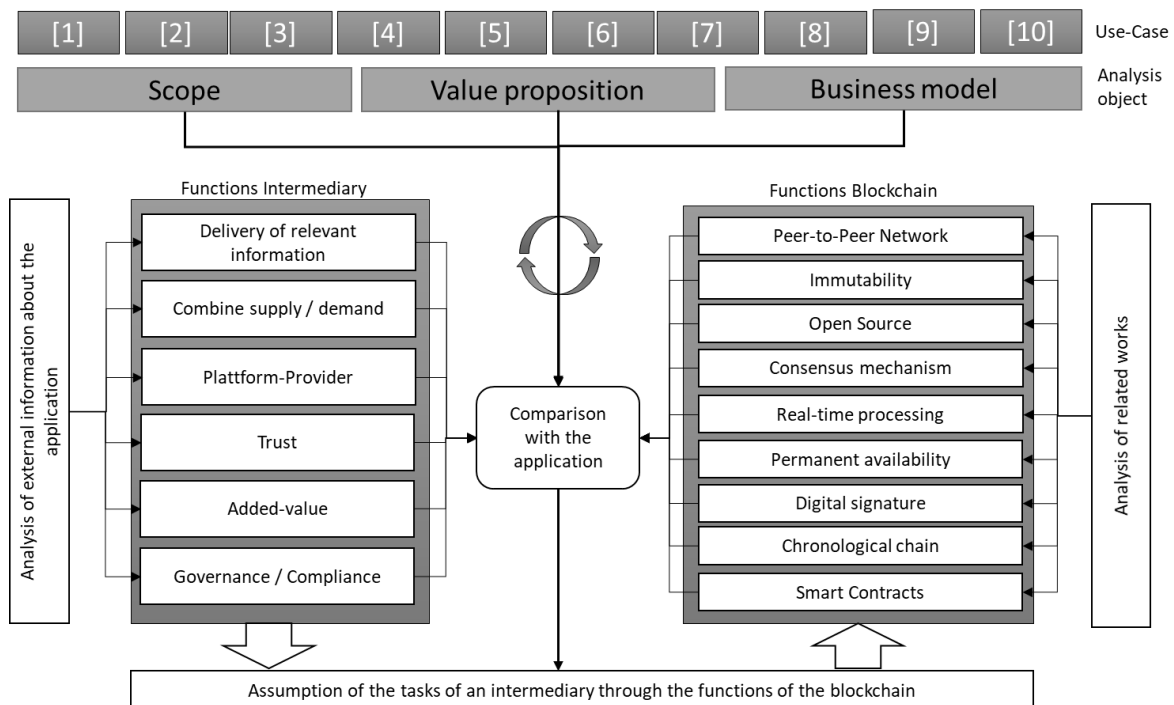 [1] [2] [3] [4] [5] [6] [7] [8] [9] [10] Use-Case
Scope Value proposition Business model Analysis
object
Functions Intermediary
Functions Blockchain
Analysis of external information about the
application
Delivery of relevant
information
Combine supply / demand
Plattform-Provider
Trust
Added-value
Governance / Compliance
Comparison
with the
application
Peer-to-Peer Network
Immutability
Open Source
Consensus mechanism
Real-time processing
Permanent availability
Digital signature
Chronological chain
Smart Contracts
Analysis of related works
Assumption of the tasks of an intermediary through the functions of the blockchain